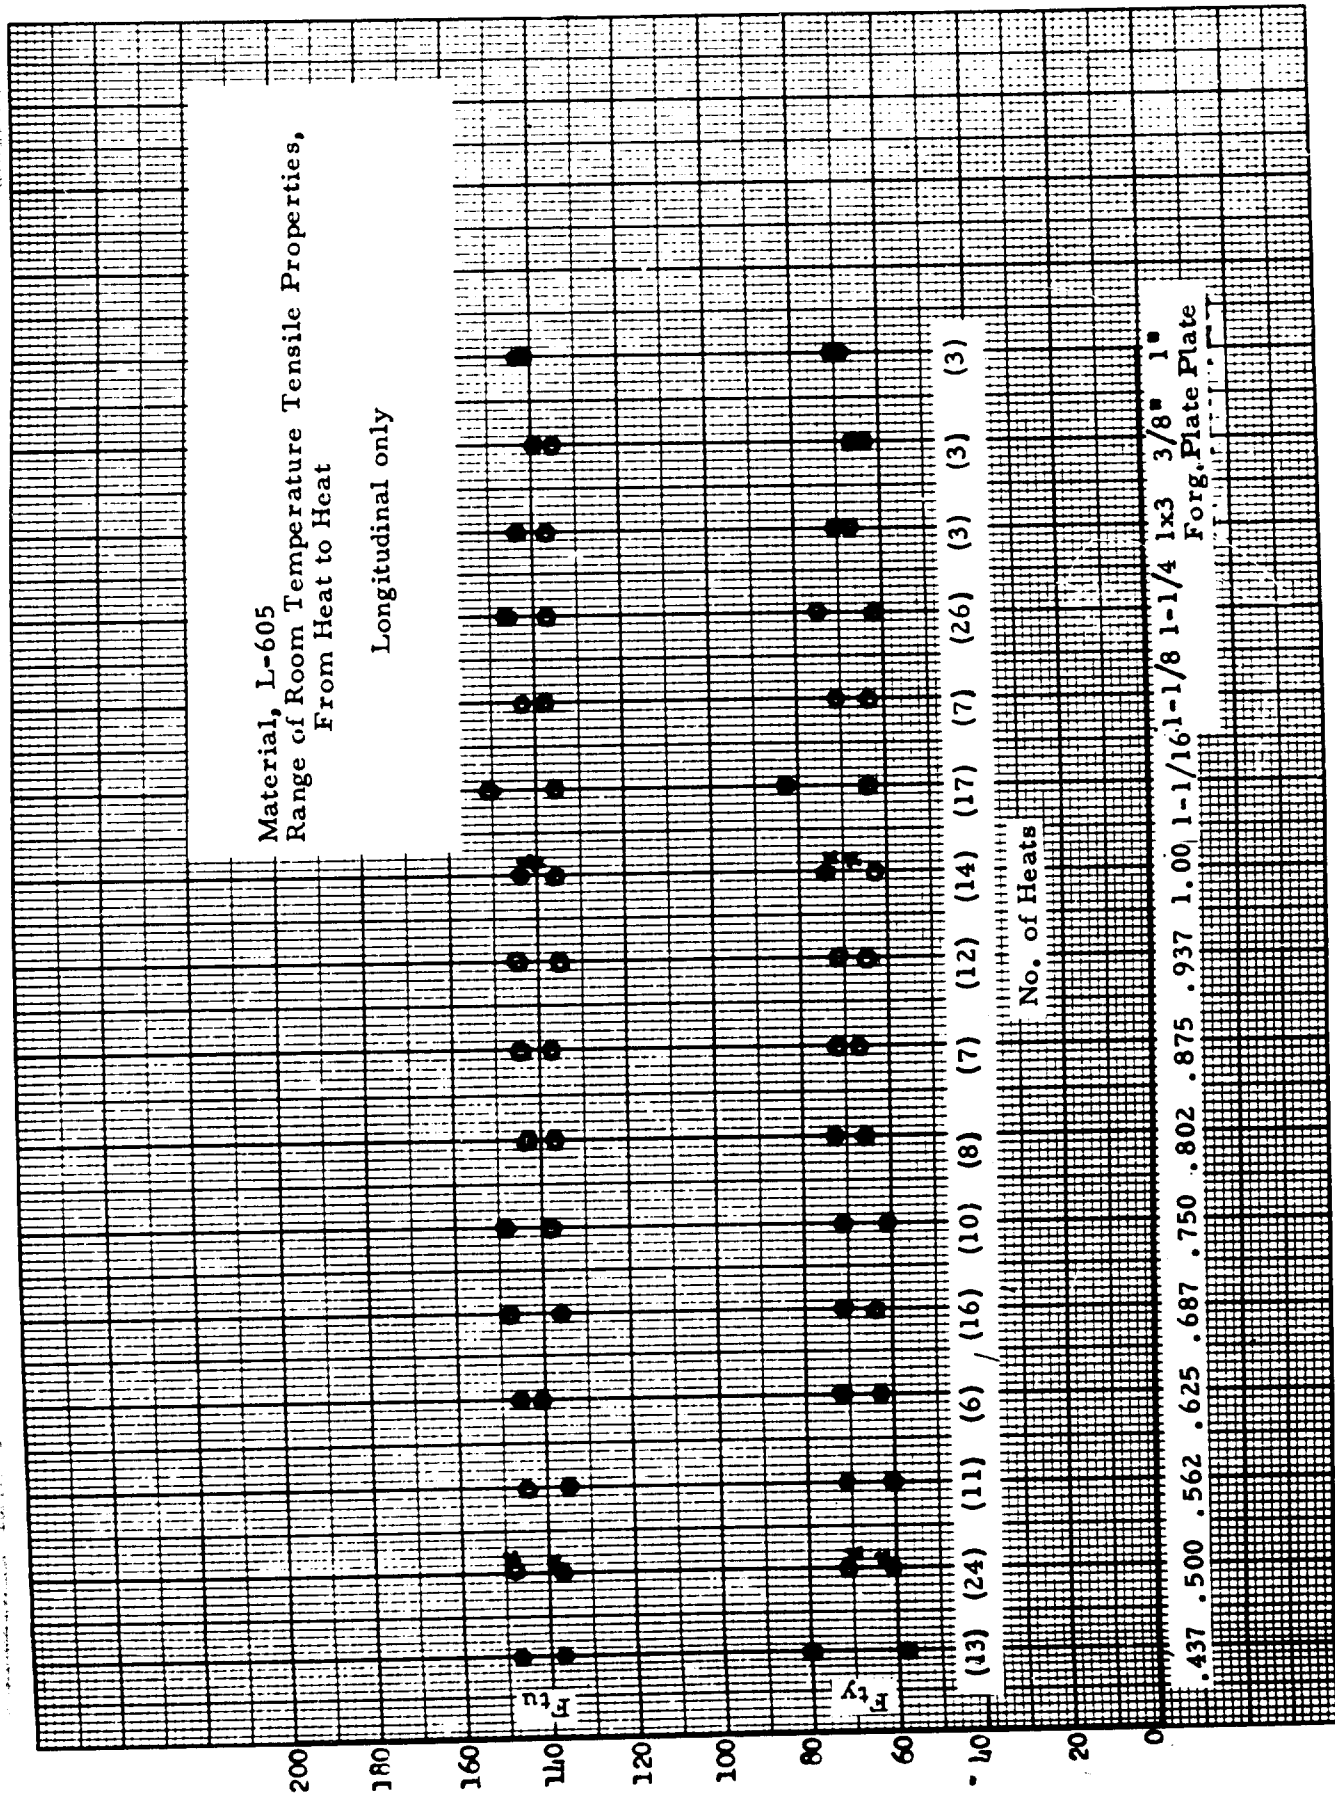 Material, L-605
Range of Room Temperature Tensile Properties,
From Heat to Heat
Longitudinal only
200
180
160
140
120
100
80
60
40
20
0
Ftu
Fty
(13) (24) (11) (6) (16) (10) (8) (7) (12) (14) (17) (7) (26) (3) (3) (3)
No. of Heats
.437 .500 .562 .625 .687 .750 .802 .875 .937 1.00 1-1/16 1-1/8 1-1/4 1x3 3/8" 1"
Forg. Plate Plate